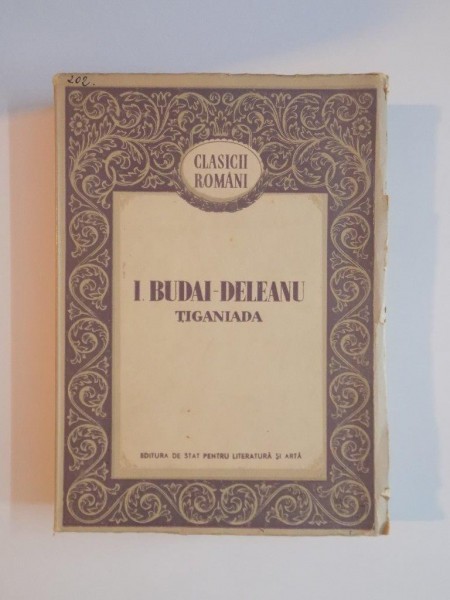 202.
CLASICII
ROMÂNI
I. BUDAI-DELEANU
ȚIGANIADA
EDITURA DE STAT PENTRU LITERATURĂ ȘI ARTĂ